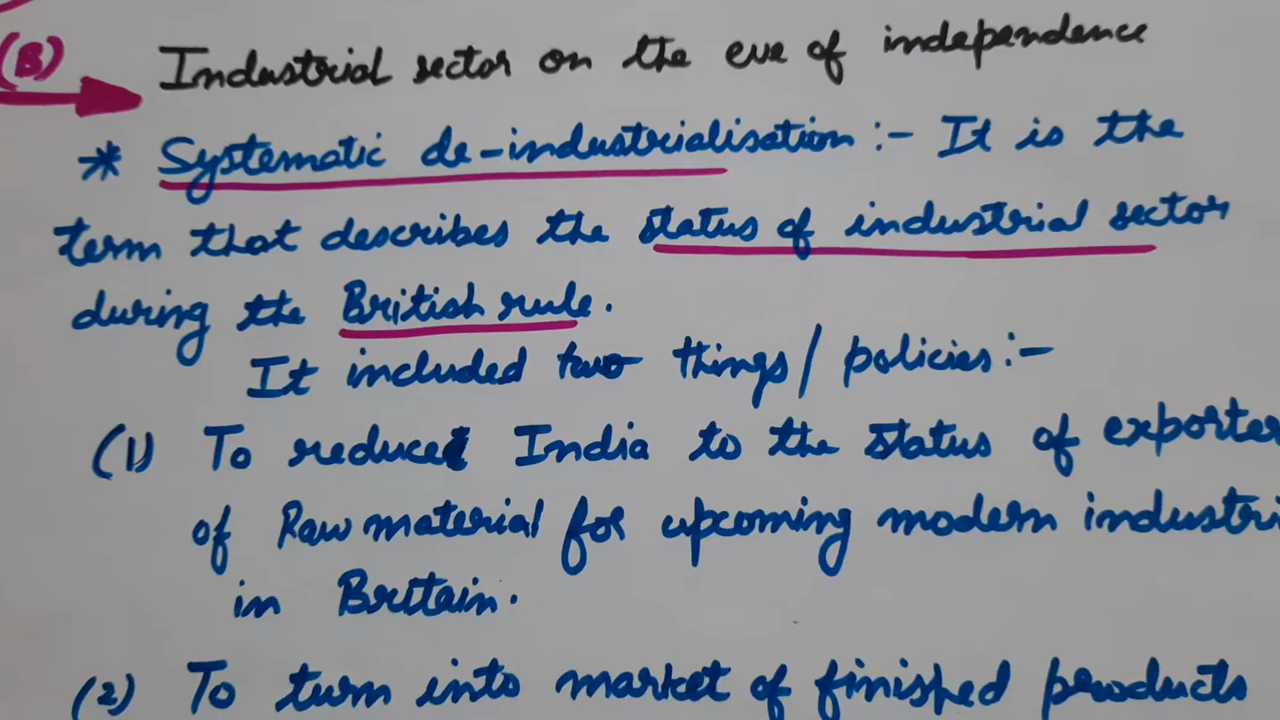 (B) Industrial sector on the eve of independence
* Systematic de-industrialisation :- It is the
term that describes the status of industrial sector
during the British rule.
It included two things/policies :-
(1) To reduce India to the status of exporter
of Raw material for upcoming modern industri
in Britain.
(2) To turn into market of finished products